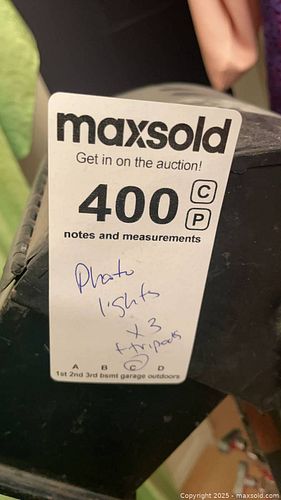 maxsold
Get in on the auction!
400 C
P
notes and measurements
Photo
lights
x3
+ tripods
A B C D
1st 2nd 3rd bsmt garage outdoors
Copyright 2025 - maxsold.com